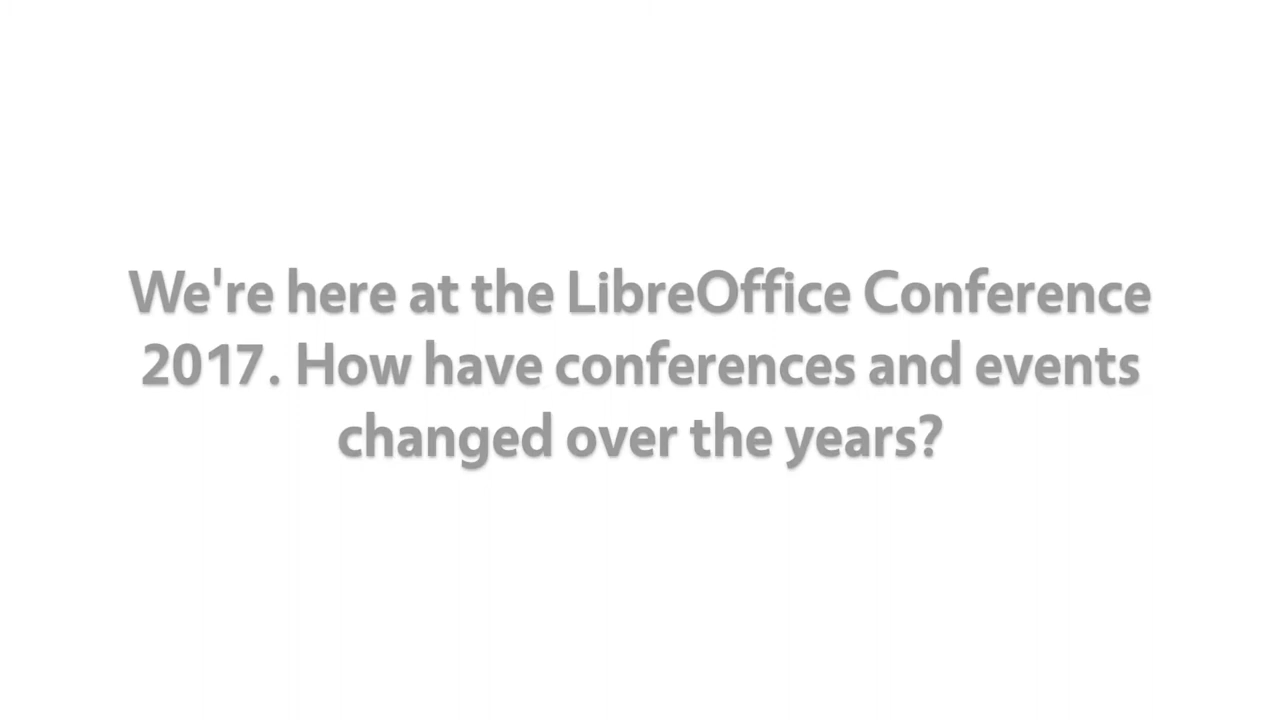 We're here at the LibreOffice Conference
2017. How have conferences and events
changed over the years?